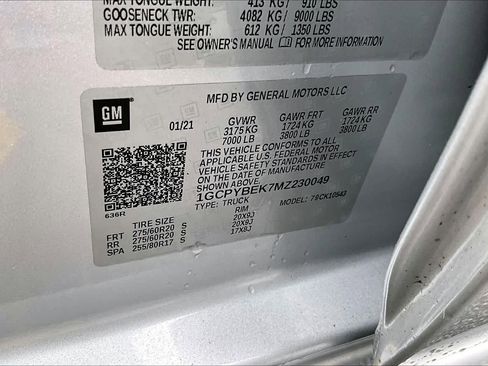 MAX TONGUE WEIGHT: 413 KG / 910 LBS
GOOSENECK TWR: 4082 KG / 9000 LBS
MAX TONGUE WEIGHT: 612 KG / 1350 LBS
SEE OWNER'S MANUAL FOR MORE INFORMATION
GM
MFD BY GENERAL MOTORS LLC
01/21 GVWR GAWR FRT GAWR RR
3175 KG 1724 KG 1724 KG
7000 LB 3800 LB 3800 LB
THIS VEHICLE CONFORMS TO ALL
APPLICABLE U.S. FEDERAL MOTOR
VEHICLE SAFETY STANDARDS IN EFFECT
ON THE DATE OF MANUFACTURE SHOWN ABOVE.
1GCPYBEK7MZ230049
TYPE: TRUCK MODEL: 79CK10543
636R
TIRE SIZE RIM
FRT 275/60R20 S 20X9J
RR 275/60R20 S 20X9J
SPA 255/80R17 S 17X8J